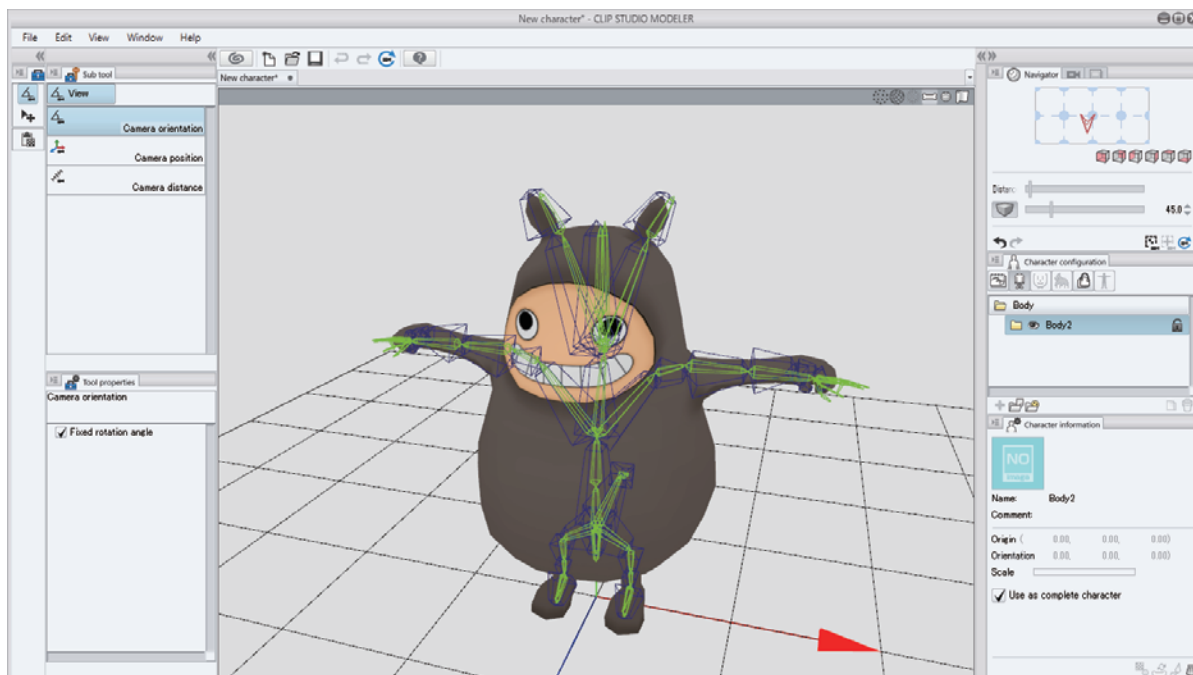 New character* - CLIP STUDIO MODELER
File Edit View Window Help
Sub tool
View
Camera orientation
Camera position
Camera distance
Tool properties
Camera orientation
Fixed rotation angle
New character*
Navigator
Distanc
45.0
Character configuration
Body
Body2
Character information
NO
image
Name: Body2
Comment:
Origin ( 0.00, 0.00, 0.00)
Orientation 0.00, 0.00, 0.00)
Scale
Use as complete character